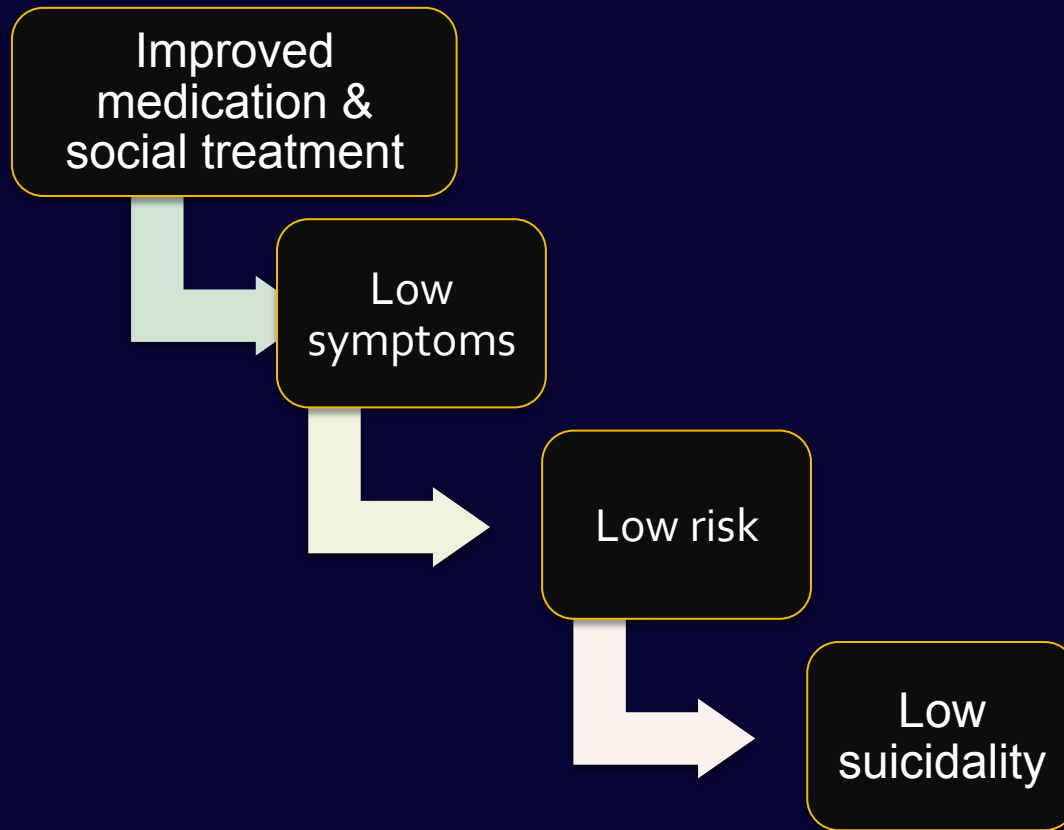 Improved
medication &
social treatment
Low
symptoms
Low risk
Low
suicidality